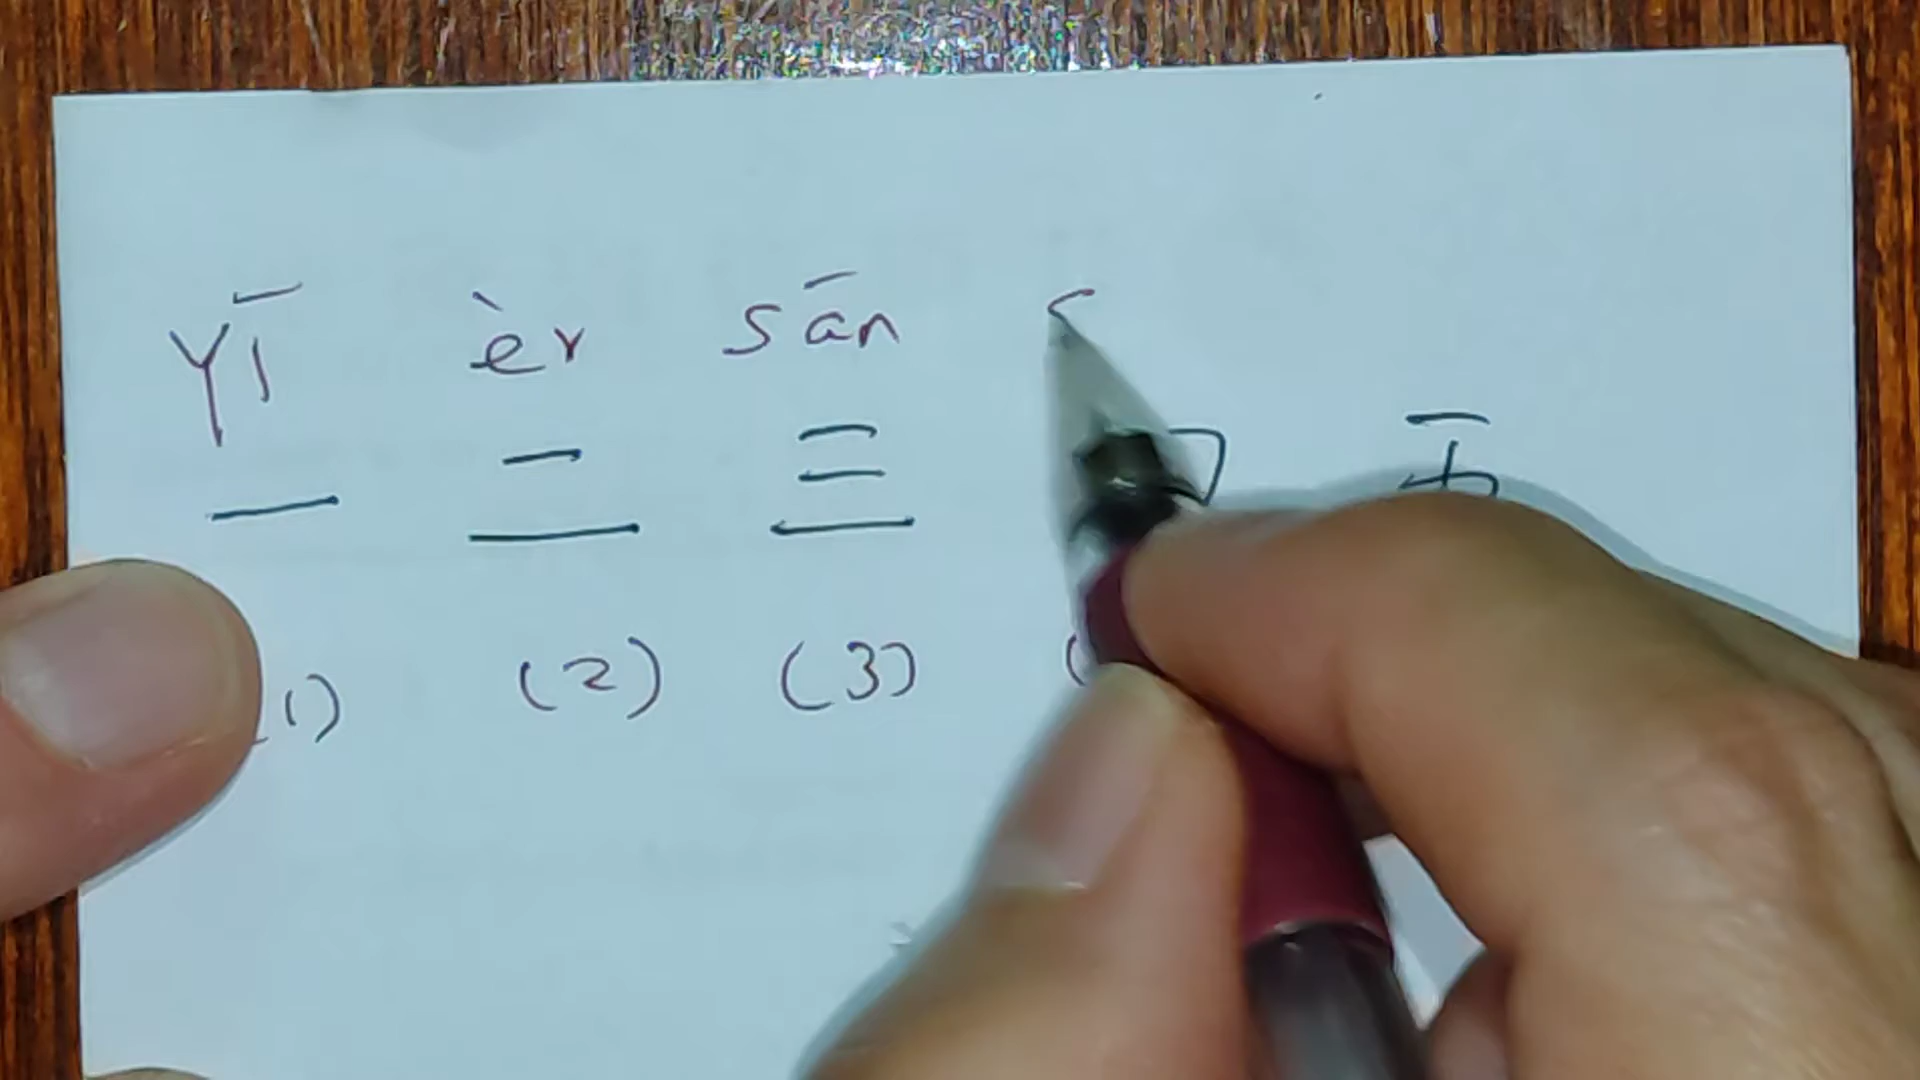 yī èr sān s
一 二 三
(1) (2) (3)